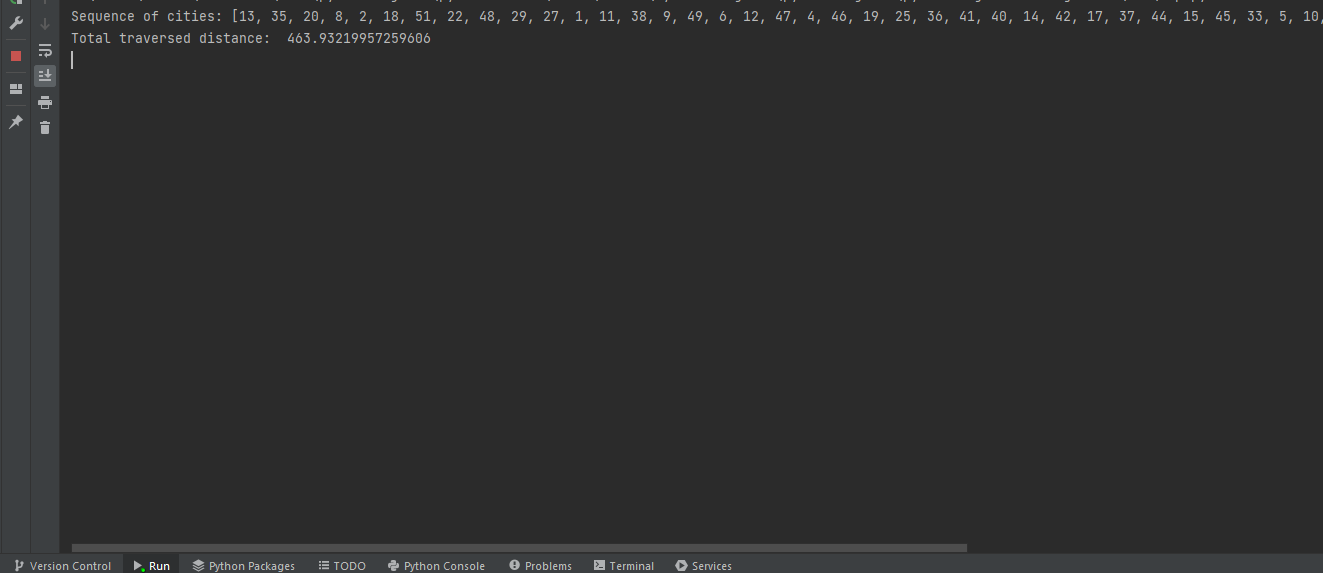 Sequence of cities: [13, 35, 20, 8, 2, 18, 51, 22, 48, 29, 27, 1, 11, 38, 9, 49, 6, 12, 47, 4, 46, 19, 25, 36, 41, 40, 14, 42, 17, 37, 44, 15, 45, 33, 5, 10,
Total traversed distance:  463.93219957259606
Version Control Run Python Packages TODO Python Console Problems Terminal Services